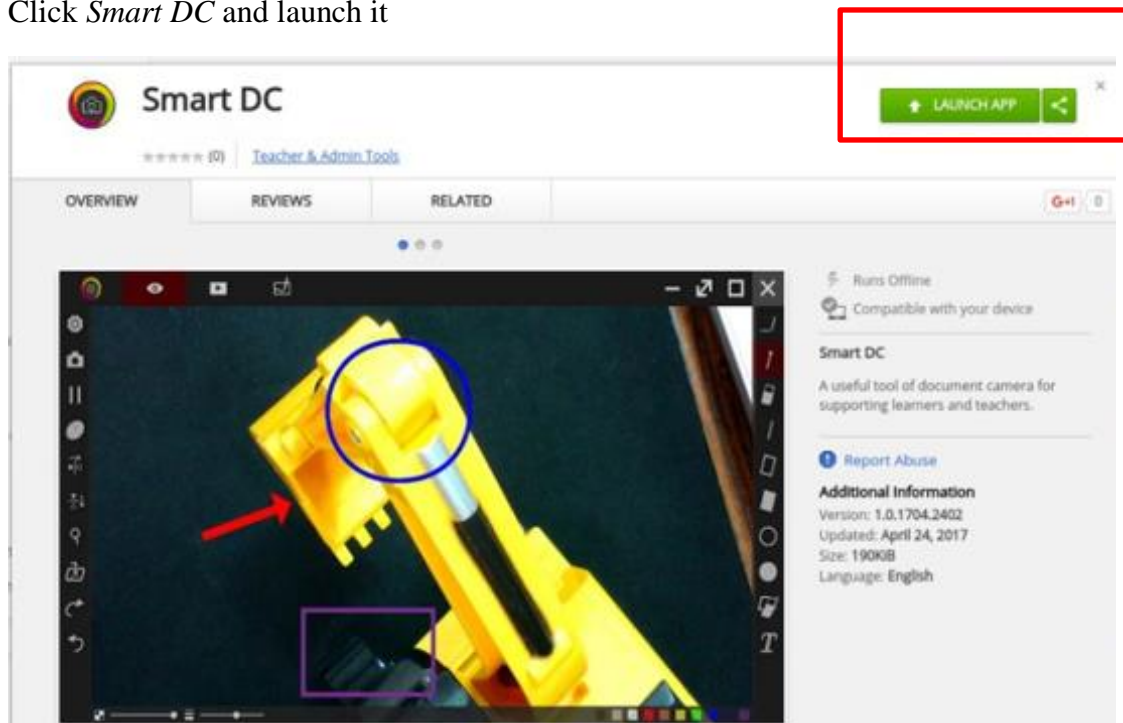 Click Smart DC and launch it
Smart DC
LAUNCH APP
(0) Teacher & Admin Tools
OVERVIEW REVIEWS RELATED
G+1 0
Runs Offline
Compatible with your device
Smart DC
A useful tool of document camera for
supporting learners and teachers.
Report Abuse
Additional Information
Version: 1.0.1704.2402
Updated: April 24, 2017
Size: 190KiB
Language: English
T